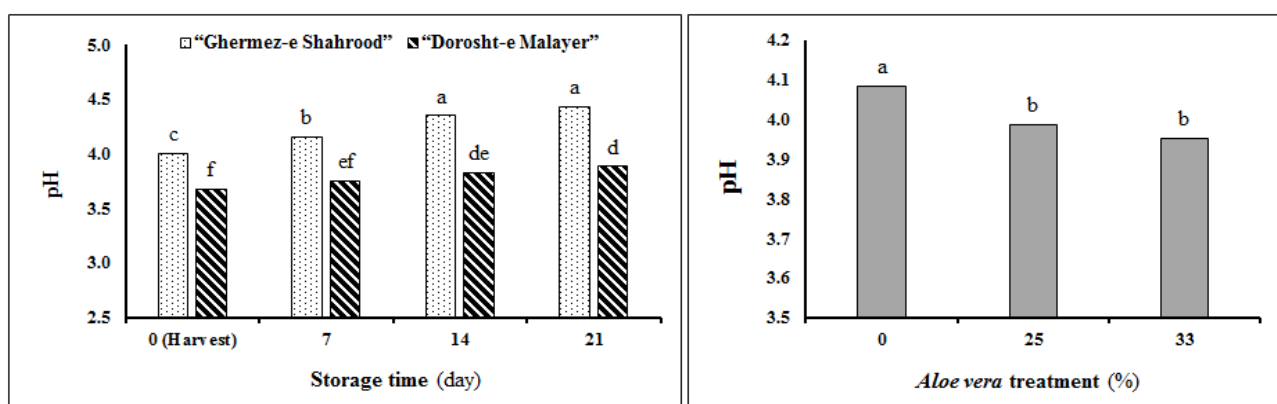 "Ghermez-e Shahrood" "Dorosht-e Malayer"
pH
5.0
4.5
4.0
3.5
3.0
2.5
c f b ef a de a d
0 (Harvest) 7 14 21
Storage time (day)
pH
4.2
4.1
4.0
3.9
3.8
3.7
3.6
3.5
a b b
0 25 33
Aloe vera treatment (%)